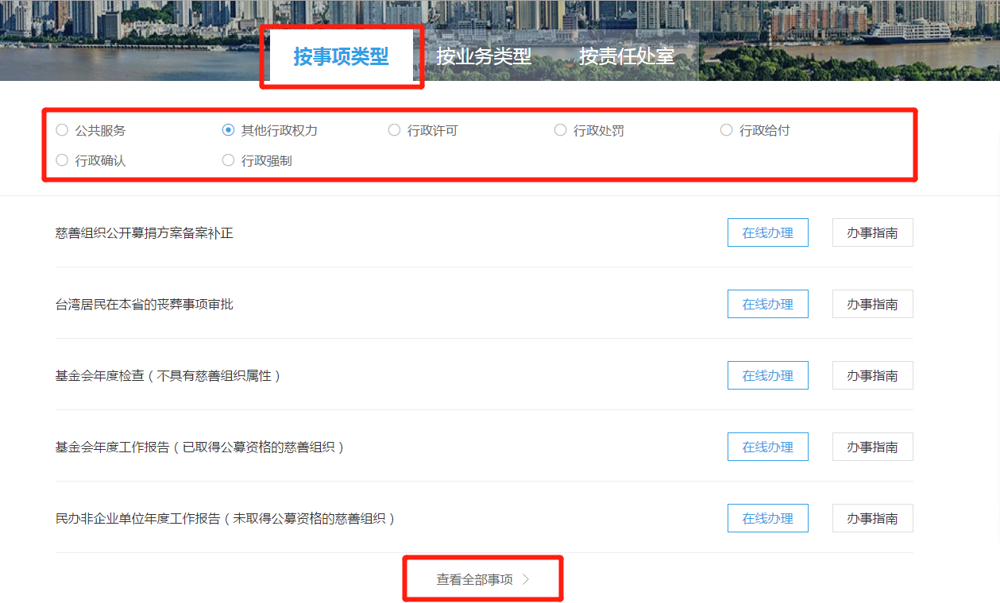 按事项类型 按业务类型 按责任处室
公共服务 其他行政权力 行政许可 行政处罚 行政给付
行政确认 行政强制
慈善组织公开募捐方案备案补正 在线办理 办事指南
台湾居民在本省的丧葬事项审批 在线办理 办事指南
基金会年度检查（不具有慈善组织属性） 在线办理 办事指南
基金会年度工作报告（已取得公募资格的慈善组织） 在线办理 办事指南
民办非企业单位年度工作报告（未取得公募资格的慈善组织） 在线办理 办事指南
查看全部事项 >